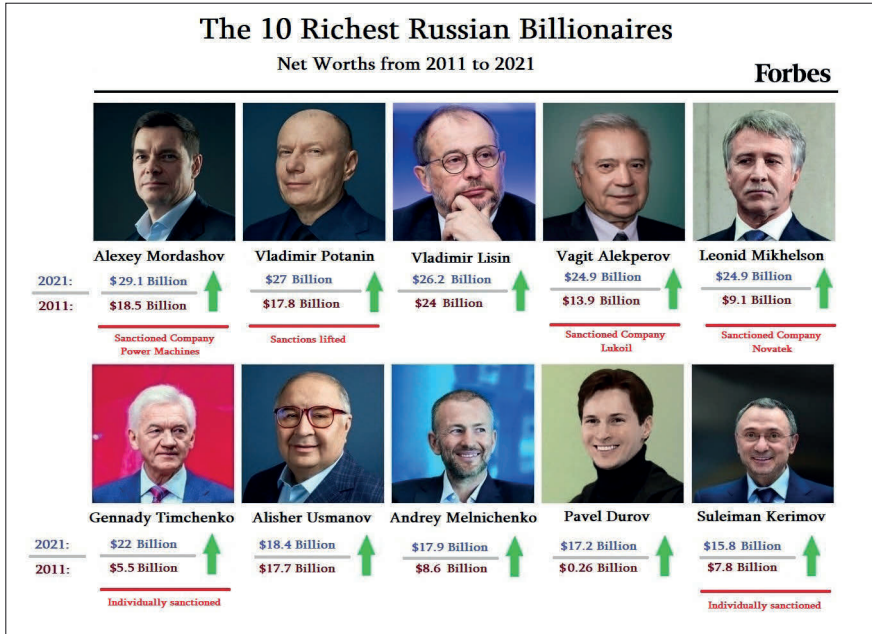 The 10 Richest Russian Billionaires
Net Worths from 2011 to 2021
Forbes
Alexey Mordashov
Vladimir Potanin
Vladimir Lisin
Vagit Alekperov
Leonid Mikhelson
2021: $29.1 Billion $27 Billion $26.2 Billion $24.9 Billion $24.9 Billion
2011: $18.5 Billion $17.8 Billion $24 Billion $13.9 Billion $9.1 Billion
Sanctioned Company
Power Machines
Sanctions lifted
Sanctioned Company
Lukoil
Sanctioned Company
Novatek
Gennady Timchenko
Alisher Usmanov
Andrey Melnichenko
Pavel Durov
Suleiman Kerimov
2021: $22 Billion $18.4 Billion $17.9 Billion $17.2 Billion $15.8 Billion
2011: $5.5 Billion $17.7 Billion $8.6 Billion $0.26 Billion $7.8 Billion
Individually sanctioned
Individually sanctioned